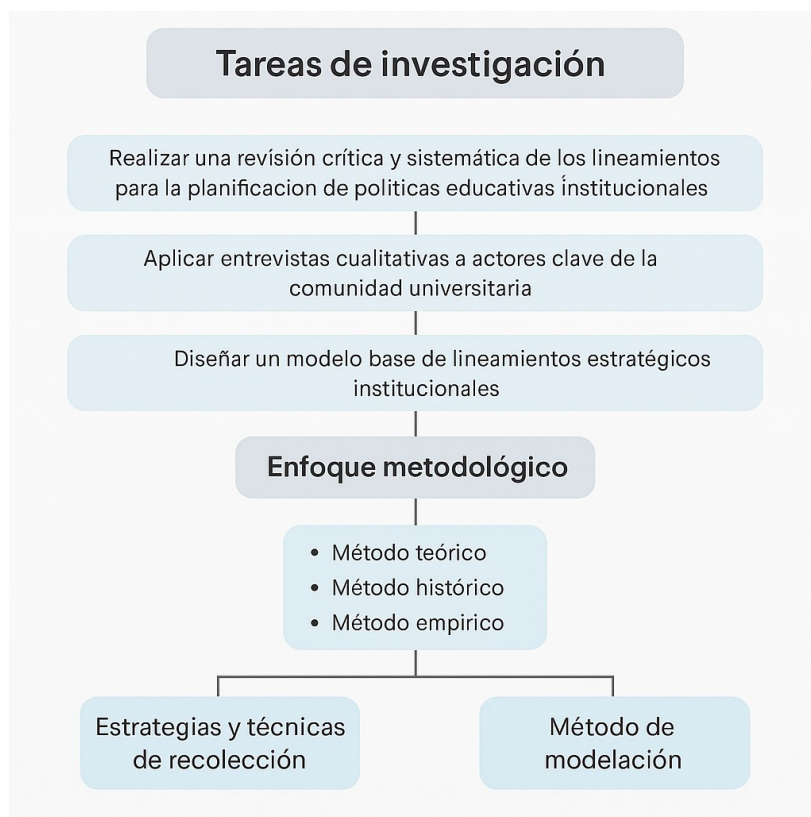 Tareas de investigación
Realizar una revísión crítica y sistemática de los lineamientos
para la planificacion de politicas educativas ínstitucionales
Aplicar entrevistas cualitativas a actores clave de la
comunidad universitaria
Diseñar un modelo base de lineamientos estratégicos
institucionales
Enfoque metodológico
• Método teórico
• Método histórico
• Método empirico
Estrategias y técnicas
de recolección
Método de
modelación